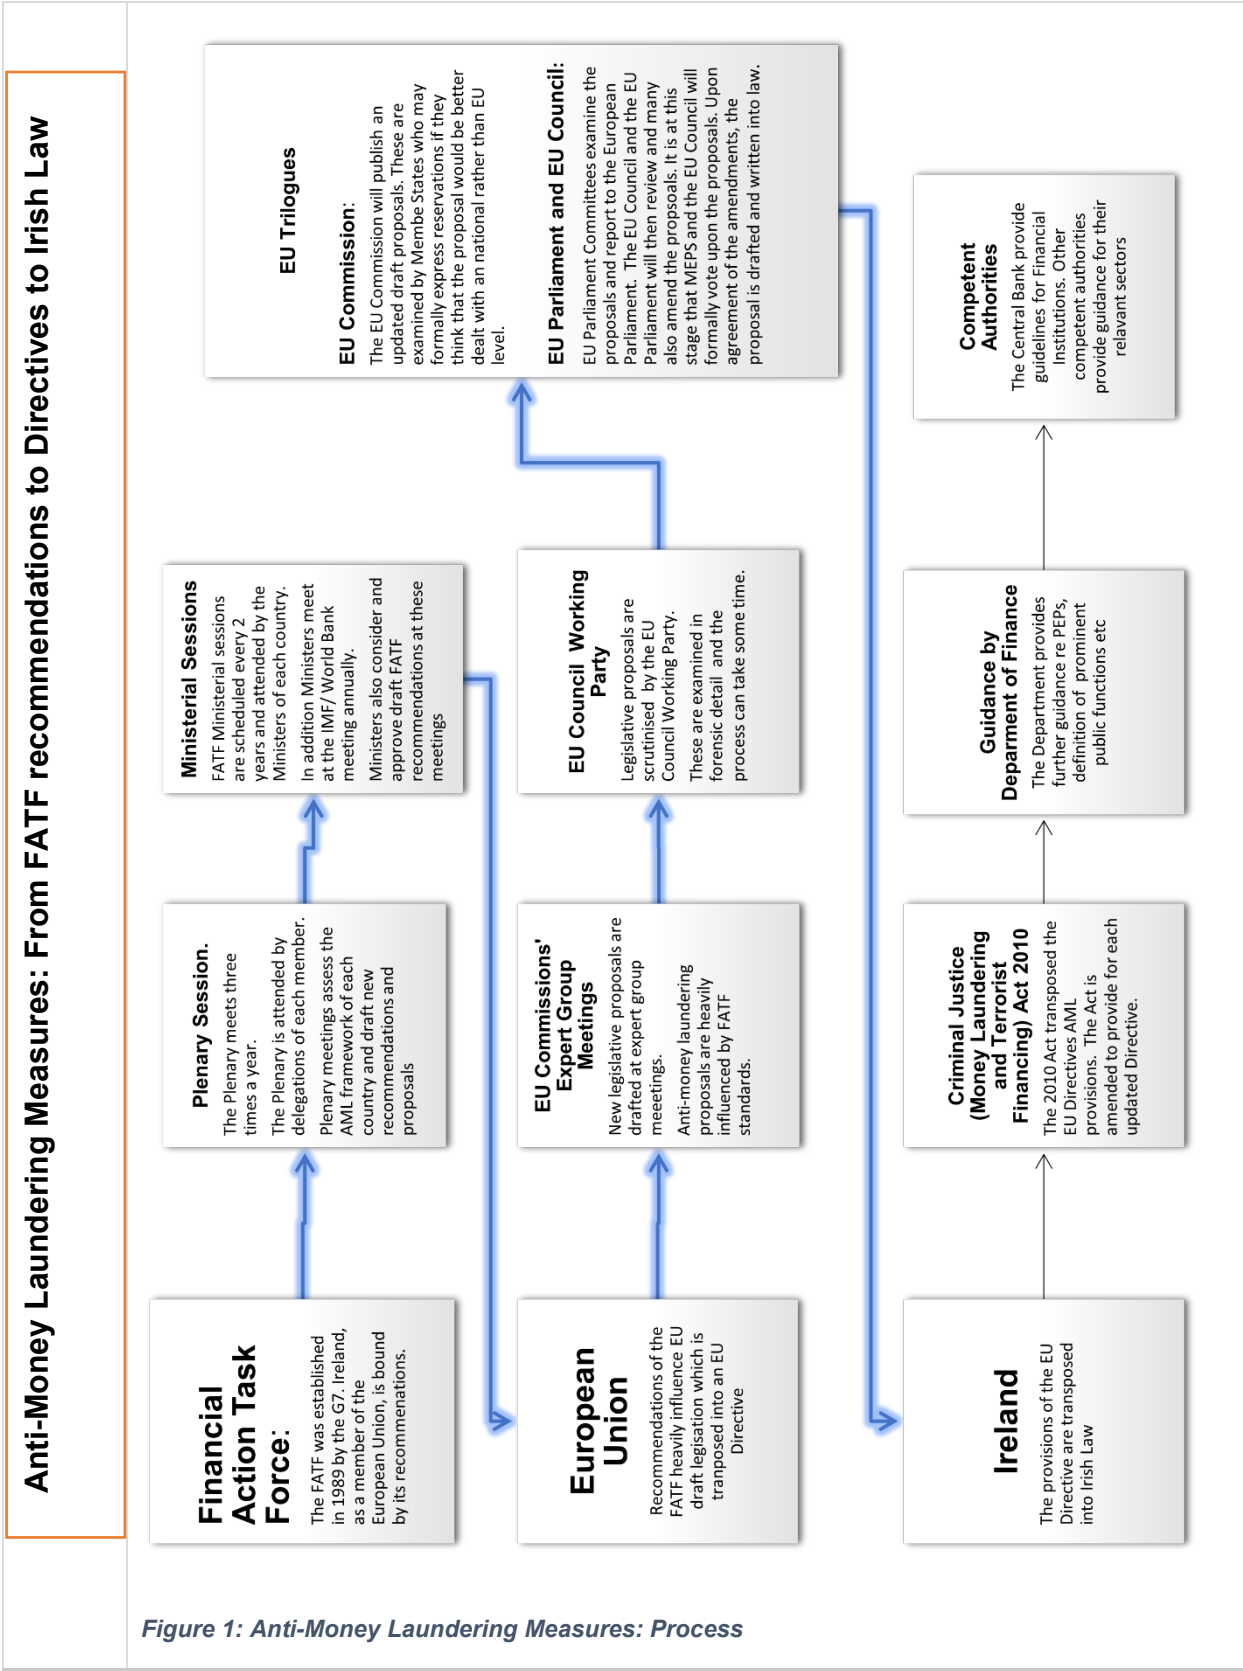 Anti-Money Laundering Measures: From FATF recommendations to Directives to Irish Law
Financial
Action Task
Force:
The FATF was established
in 1989 by the G7. Ireland,
as a member of the
European Union, is bound
by its recommenations.
Plenary Session.
The Plenary meets three
times a year.
The Plenary is attended by
delegations of each member.
Plenary meetings assess the
AML framework of each
country and draft new
recommendations and
proposals
Ministerial Sessions
FATF Ministerial sessions
are scheduled every 2
years and attended by the
Ministers of each country.
In addition Ministers meet
at the IMF/ World Bank
meeting annually.
Ministers also consider and
approve draft FATF
recommendations at these
meetings
European
Union
Recommendations of the
FATF heavily influence EU
draft legisation which is
tranposed into an EU
Directive
EU Commissions'
Expert Group
Meetings
New legislative proposals are
drafted at expert group
meeetings.
Anti-money laundering
proposals are heavily
influenced by FATF
standards.
EU Council Working
Party
Legislative proposals are
scrutinised by the EU
Council Working Party.
These are examined in
forensic detail and the
process can take some time.
EU Trilogues
EU Commission:
The EU Commission will publish an
updated draft proposals. These are
examined by Membe States who may
formally express reservations if they
think that the proposal would be better
dealt with an national rather than EU
level.
EU Parliament and EU Council:
EU Parliament Committees examine the
proposals and report to the European
Parliament. The EU Council and the EU
Parliament will then review and many
also amend the propsoals. It is at this
stage that MEPS and the EU Council will
formally vote upon the proposals. Upon
agreement of the amendments, the
proposal is drafted and written into law.
Ireland
The provisions of the EU
Directive are transposed
into Irish Law
Criminal Justice
(Money Laundering
and Terrorist
Financing) Act 2010
The 2010 Act transposed the
EU Directives AML
provisions. The Act is
amended to provide for each
updated Directive.
Guidance by
Deparment of Finance
The Department provides
further guidance re PEPs,
definition of prominent
public functions etc
Competent
Authorities
The Central Bank provide
guidelines for Financial
Institutions. Other
competent authorities
provide guidance for their
relavant sectors
Figure 1: Anti-Money Laundering Measures: Process